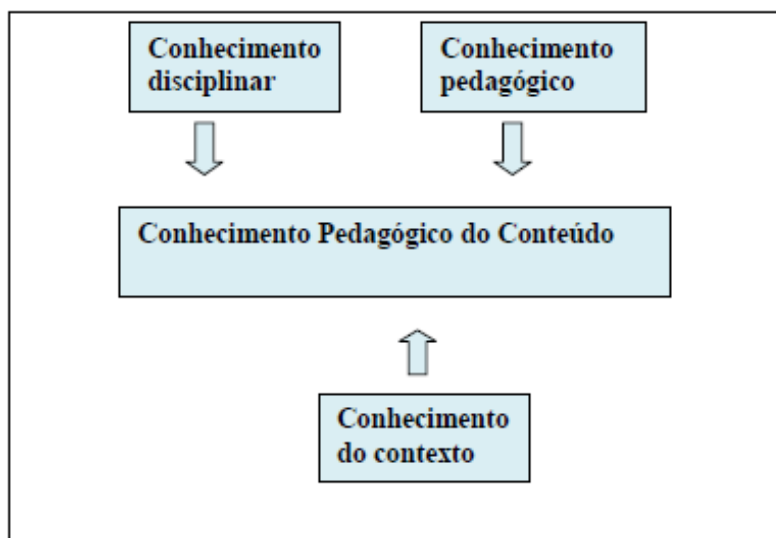 Conhecimento
disciplinar
Conhecimento
pedagógico
Conhecimento Pedagógico do Conteúdo
Conhecimento
do contexto